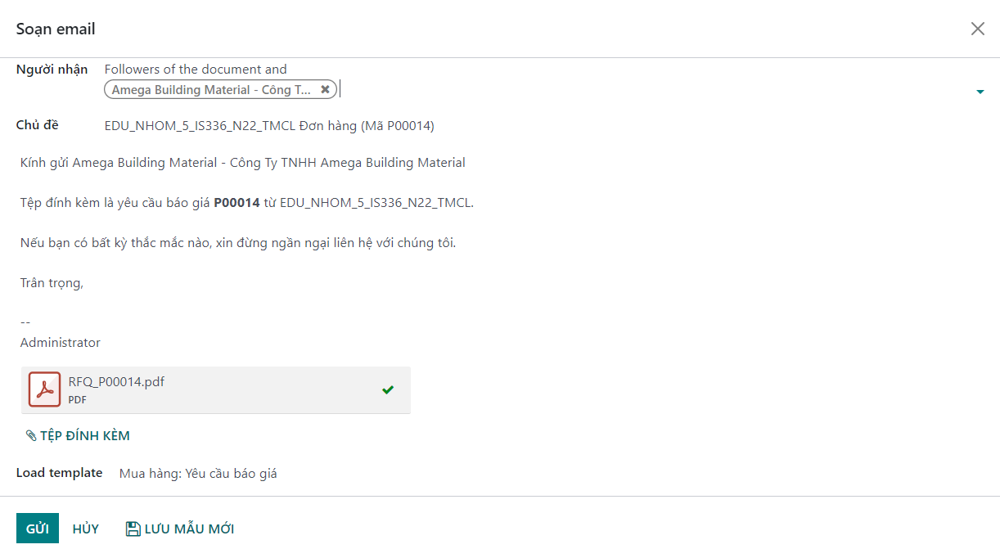 Soạn email
Người nhận Followers of the document and
Amega Building Material - Công T...
Chủ đề EDU_NHOM_5_IS336_N22_TMCL Đơn hàng (Mã P00014)
Kính gửi Amega Building Material - Công Ty TNHH Amega Building Material
Tệp đính kèm là yêu cầu báo giá P00014 từ EDU_NHOM_5_IS336_N22_TMCL.
Nếu bạn có bất kỳ thắc mắc nào, xin đừng ngần ngại liên hệ với chúng tôi.
Trân trọng,
--
Administrator
RFQ_P00014.pdf
PDF
TỆP ĐÍNH KÈM
Load template Mua hàng: Yêu cầu báo giá
GỬI HỦY LƯU MẪU MỚI